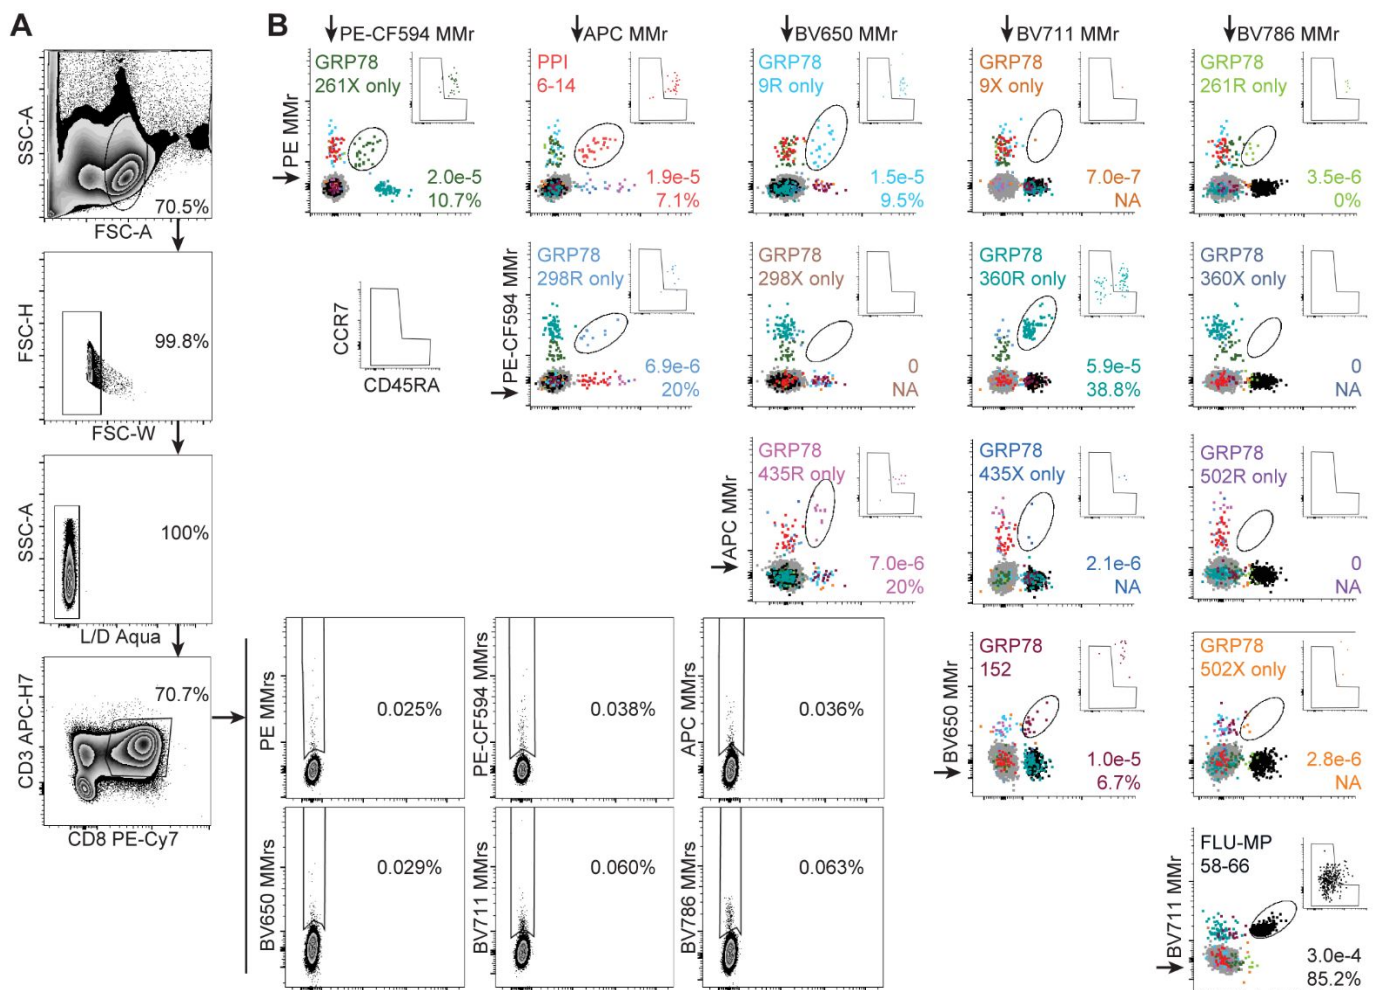 A
SSC-A
70.5%
FSC-A
FSC-H
99.8%
FSC-W
SSC-A
100%
L/D Aqua
CD3 APC-H7
70.7%
CD8 PE-Cy7
PE MMrs
0.025%
PE-CF594 MMrs
0.038%
APC MMrs
0.036%
BV650 MMrs
0.029%
BV711 MMrs
0.060%
BV786 MMrs
0.063%
B
PE-CF594 MMr
APC MMr
BV650 MMr
BV711 MMr
BV786 MMr
PE MMr
GRP78
261X only
2.0e-5
10.7%
PPI
6-14
1.9e-5
7.1%
GRP78
9R only
1.5e-5
9.5%
GRP78
9X only
7.0e-7
NA
GRP78
261R only
3.5e-6
0%
CCR7
CD45RA
PE-CF594 MMr
GRP78
298R only
6.9e-6
20%
GRP78
298X only
0
NA
GRP78
360R only
5.9e-5
38.8%
GRP78
360X only
0
NA
APC MMr
GRP78
435R only
7.0e-6
20%
GRP78
435X only
2.1e-6
NA
GRP78
502R only
0
NA
BV650 MMr
GRP78
152
1.0e-5
6.7%
GRP78
502X only
2.8e-6
NA
BV711 MMr
FLU-MP
58-66
3.0e-4
85.2%